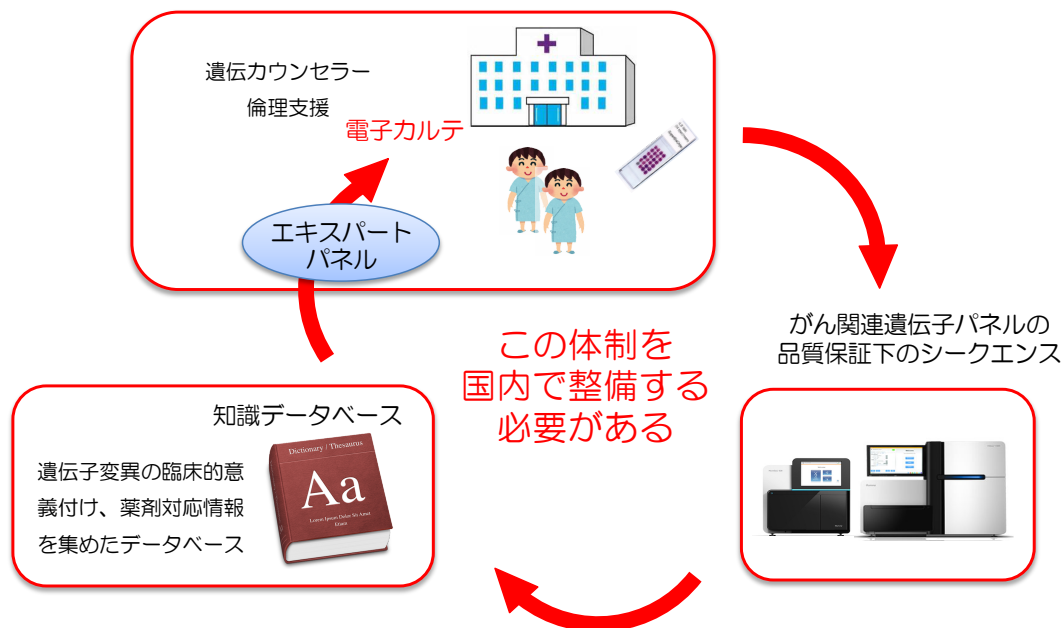 遺伝カウンセラー
倫理支援
電子カルテ
エキスパート
パネル
この体制を
国内で整備する
必要がある
がん関連遺伝子パネルの
品質保証下のシークエンス
知識データベース
遺伝子変異の臨床的意
義付け、薬剤対応情報
を集めたデータベース
Dictionary / Thesaurus
Aa
Lorem Ipsum Dolor Sit Amet